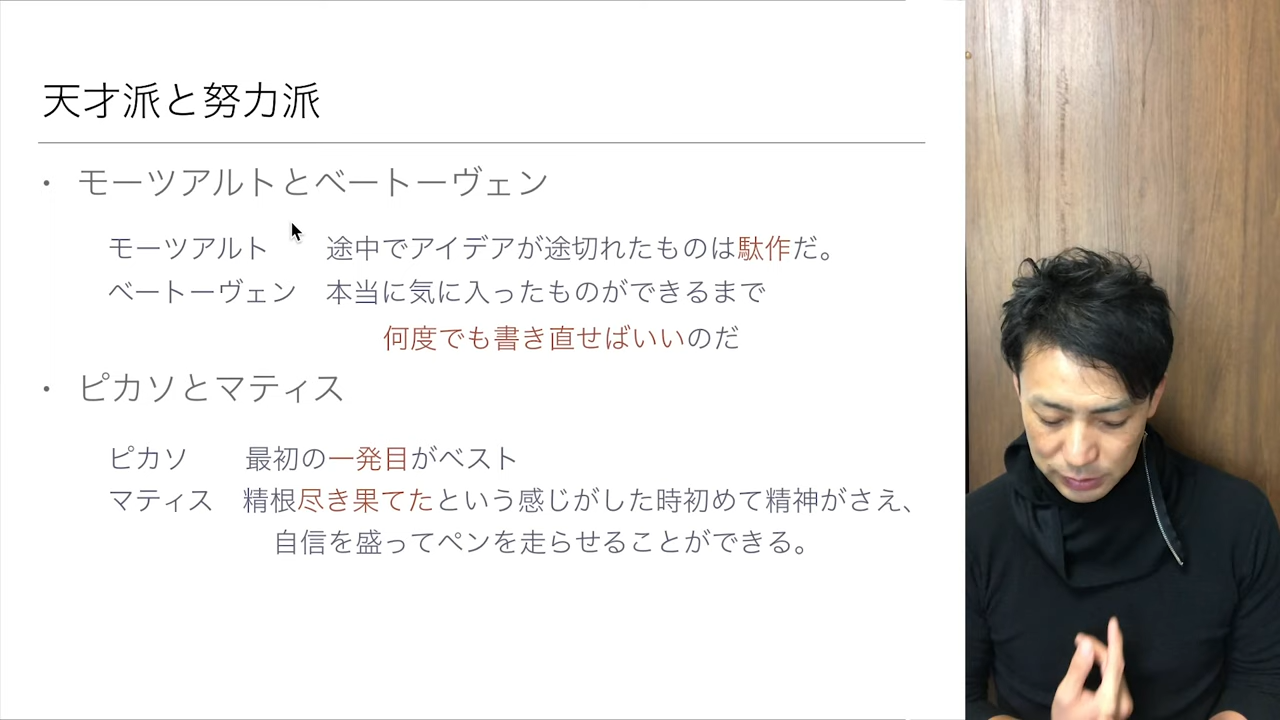 天才派と努力派
・ モーツアルトとベートーヴェン
モーツアルト 途中でアイデアが途切れたものは駄作だ。
ベートーヴェン 本当に気に入ったものができるまで
何度でも書き直せばいいのだ
・ ピカソとマティス
ピカソ 最初の一発目がベスト
マティス 精根尽き果てたという感じがした時初めて精神がさえ、
自信を盛ってペンを走らせることができる。